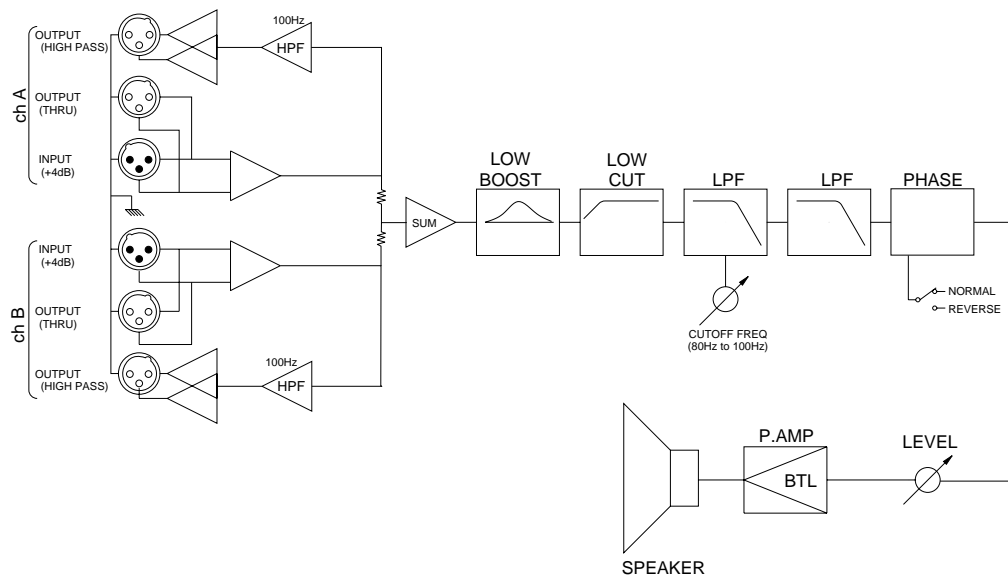 100Hz
OUTPUT
(HIGH PASS)
HPF
OUTPUT
(THRU)
ch A
INPUT
(+4dB)
LOW
BOOST
LOW
CUT
LPF
LPF
PHASE
SUM
INPUT
(+4dB)
NORMAL
REVERSE
OUTPUT
(THRU)
ch B
CUTOFF FREQ
(80Hz to 100Hz)
100Hz
OUTPUT
(HIGH PASS)
HPF
P.AMP
LEVEL
BTL
SPEAKER